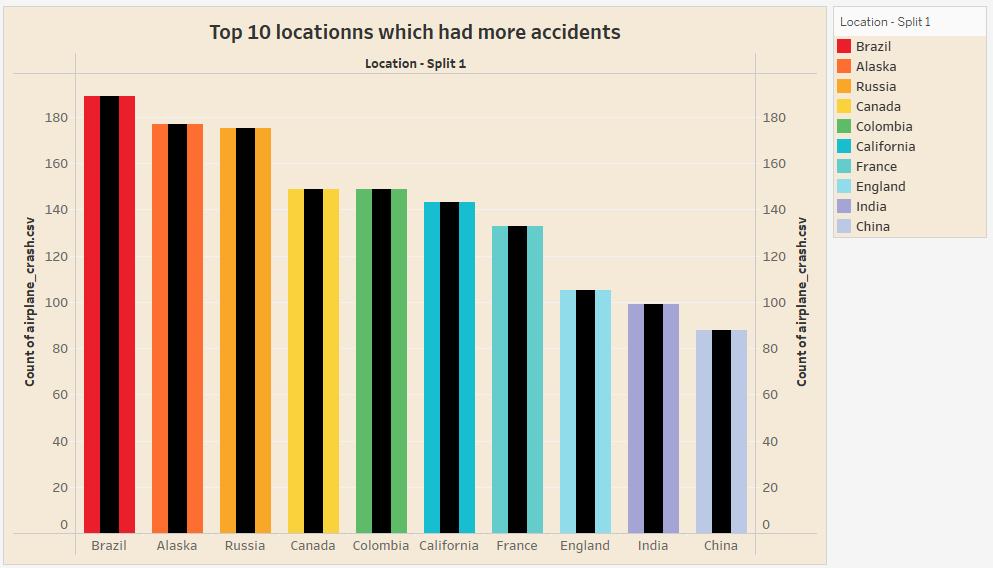 Top 10 locationns which had more accidents
Location - Split 1
Count of airplane_crash.csv
180
160
140
120
100
80
60
40
20
0
180
160
140
120
100
80
60
40
20
0
Count of airplane_crash.csv
Brazil Alaska Russia Canada Colombia California France England India China
Location - Split 1
Brazil
Alaska
Russia
Canada
Colombia
California
France
England
India
China